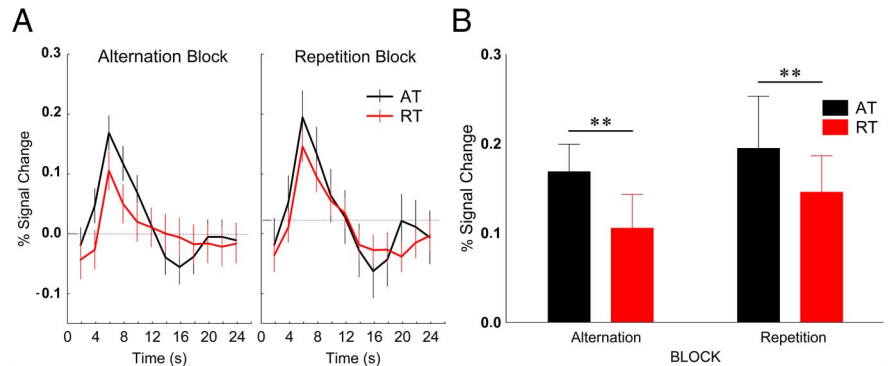 A
B
Alternation Block
Repetition Block
AT
RT
% Signal Change
0.3
0.2
0.1
0.0
-0.1
0 4 8 12 16 20 24
0 4 8 12 16 20 24
Time (s)
Time (s)
% Signal Change
0.3
0.2
0.1
0.0
**
**
AT
RT
Alternation
Repetition
BLOCK